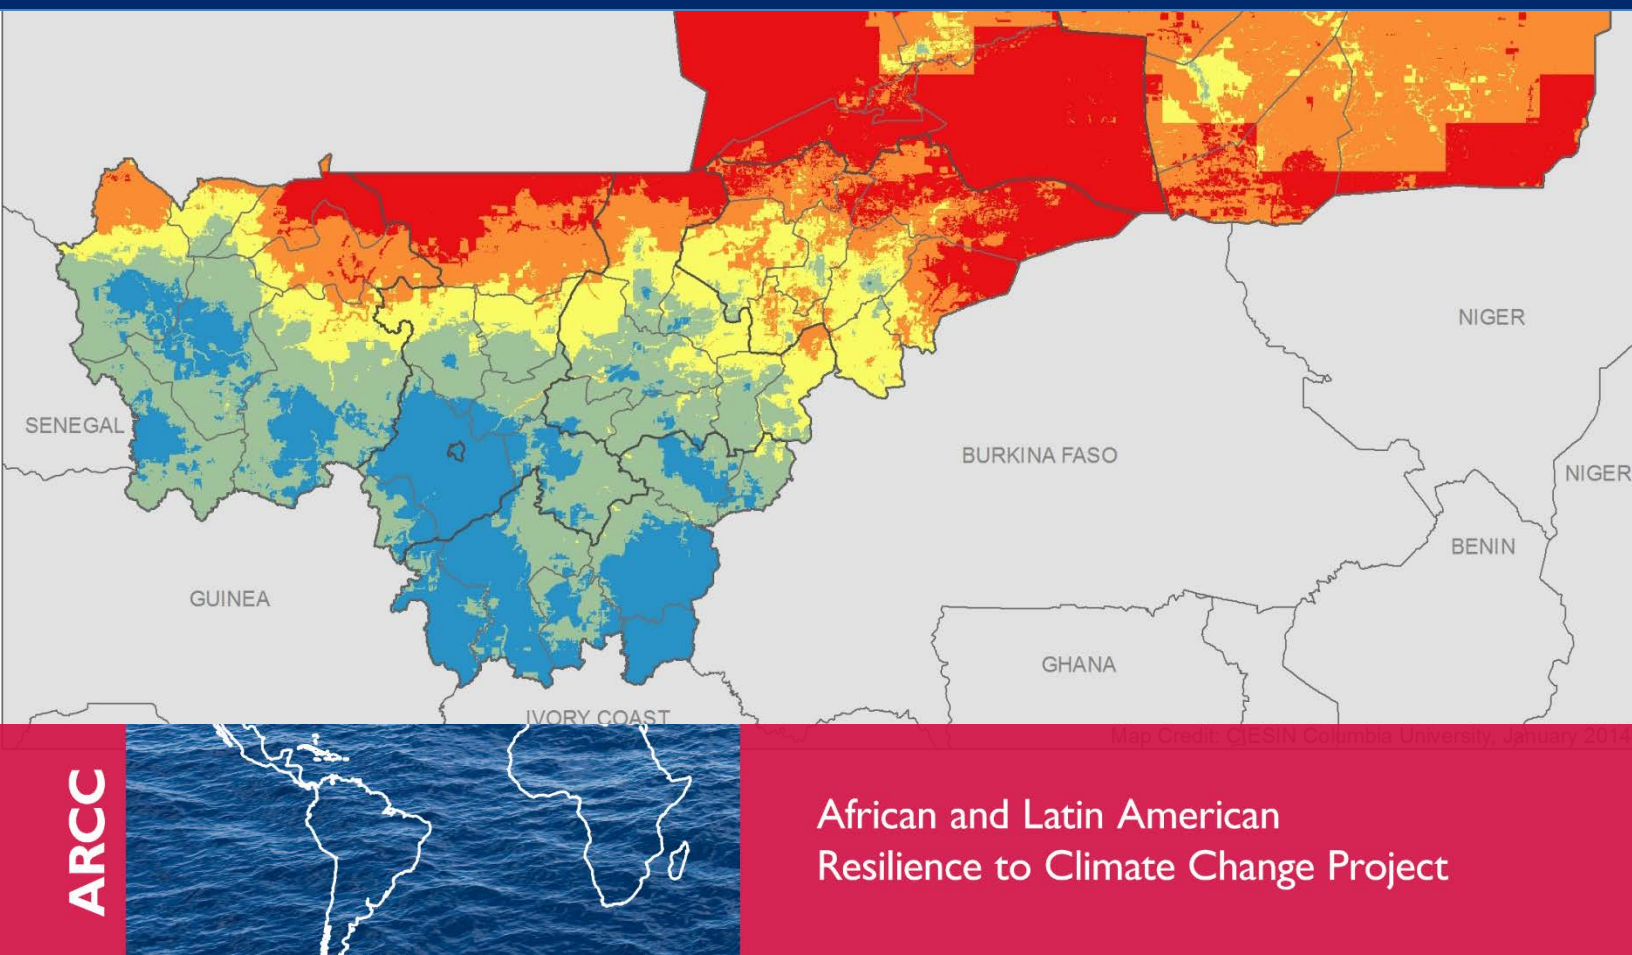 NIGER
SENEGAL
BURKINA FASO
NIGER
BENIN
GUINEA
GHANA
IVORY COAST
Map Credit: CIESIN Columbia University, January 2014
ARCC
African and Latin American
Resilience to Climate Change Project